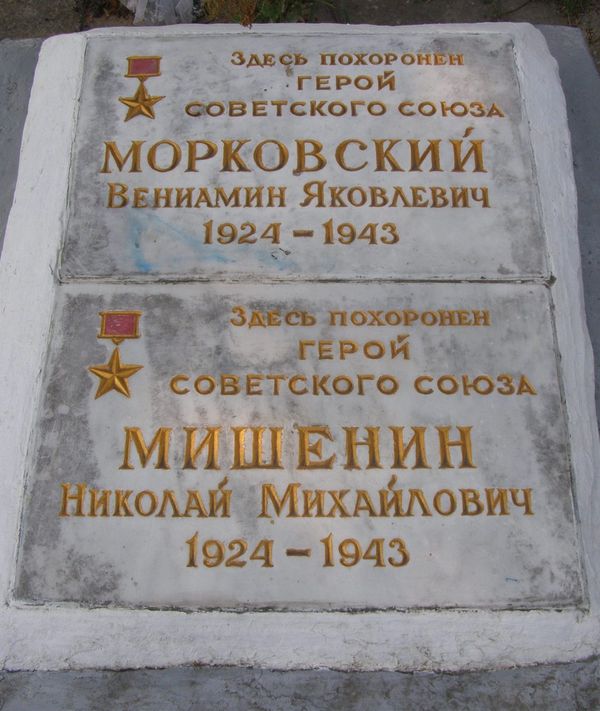 Здесь похоронен
ГЕРОЙ
СОВЕТСКОГО СОЮЗА
МОРКОВСКИЙ
Вениамин Яковлевич
1924 – 1943
Здесь похоронен
ГЕРОЙ
СОВЕТСКОГО СОЮЗА
МИШЕНИН
Николай Михайлович
1924 – 1943